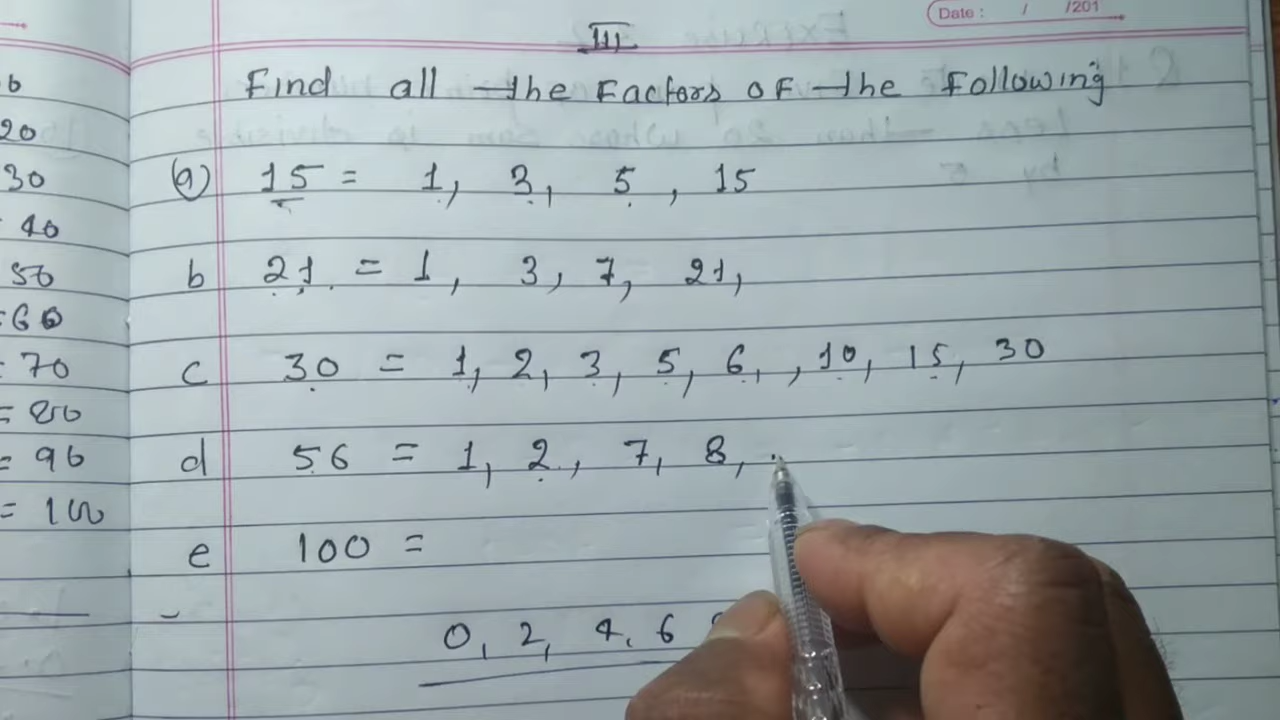 Date : / /201
III
Find all the Factors of the Following
(a) 15 = 1, 3, 5, 15
b 21 = 1, 3, 7, 21,
c 30 = 1, 2, 3, 5, 6, , 10, 15, 30
d 56 = 1, 2, 7, 8,
e 100 =
0, 2, 4, 6
20
30
40
50
=60
= 70
= 80
= 90
= 100